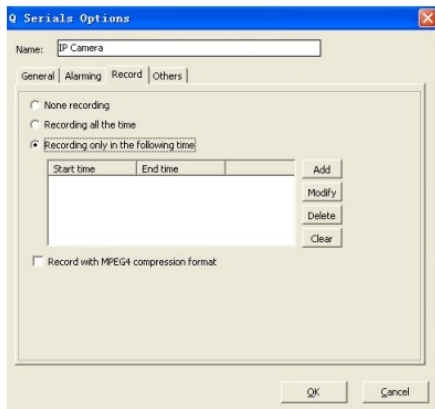 Q Serials Options
Name: IP Camera
General Alarming Record Others
None recording
Recording all the time
Recording only in the following time
Start time End time
Add
Modify
Delete
Clear
Record with MPEG4 compression format
OK Cancel